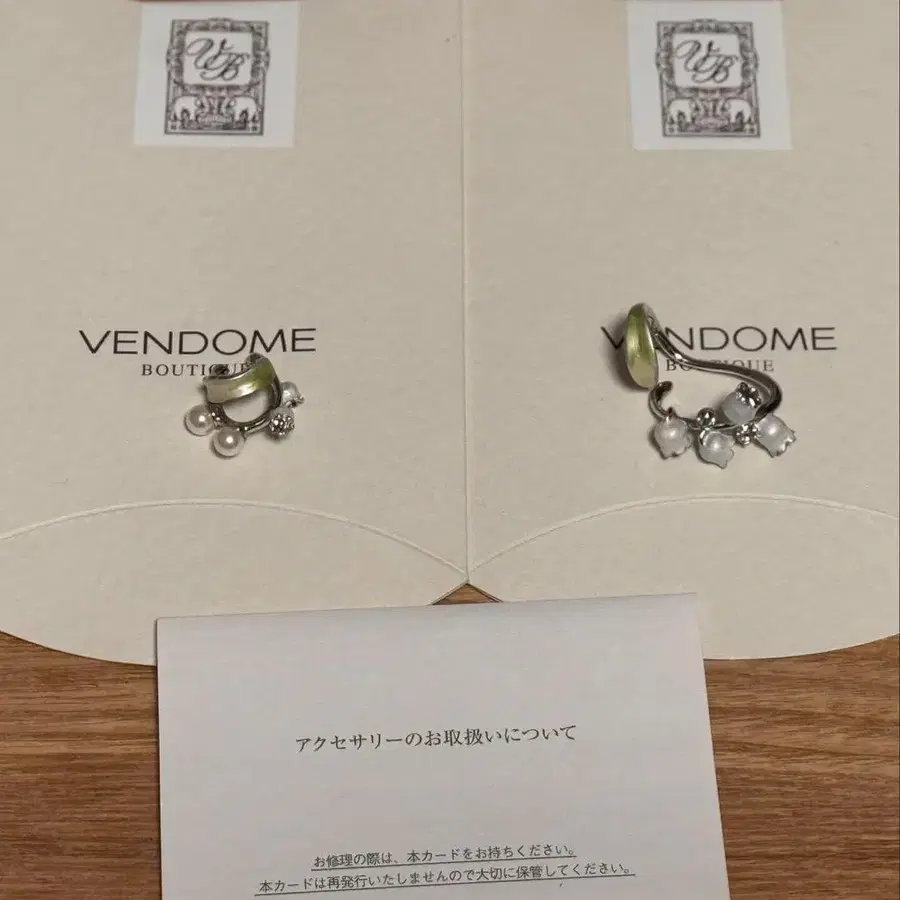 VB
VB
VENDOME
BOUTIQUE
VENDOME
BOUTIQUE
アクセサリーのお取扱いについて
お修理の際は、本カードをお持ちください。
本カードは再発行いたしませんので大切に保管してください。